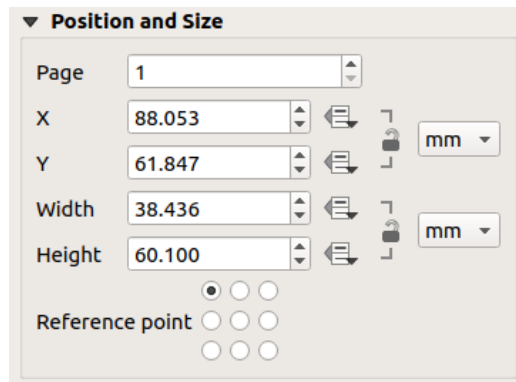 Position and Size
Page 1
X 88.053
mm
Y 61.847
Width 38.436
mm
Height 60.100
Reference point